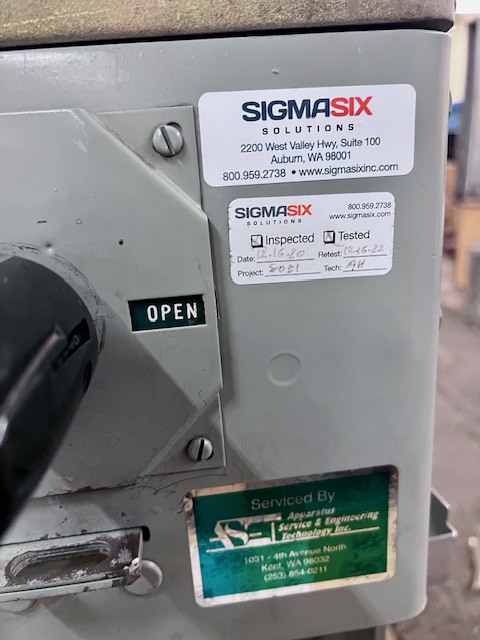 SIGMASIX
SOLUTIONS
2200 West Valley Hwy, Suite 100
Auburn, WA 98001
800.959.2738 • www.sigmasixinc.com
SIGMASIX
SOLUTIONS
800.959.2738
www.sigmasix.com
Inspected Tested
Date: 12.16.20 Retest: 12.16.23
Project: 5081 Tech: AH
OPEN
Serviced By
ASET
Apparatus
Service & Engineering
Technology Inc.
1031 - 4th Avenue North
Kent, WA 98032
(253) 854-0211